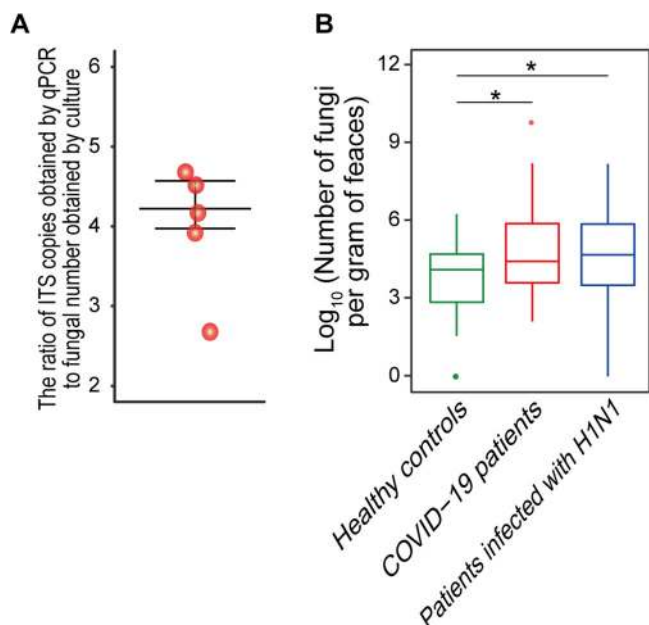 A
The ratio of ITS copies obtained by qPCR
to fungal number obtained by culture
6
5
4
3
2
B
Log10 (Number of fungi
per gram of feaces)
12
9
6
3
0
*
*
Healthy controls
COVID−19 patients
Patients infected with H1N1